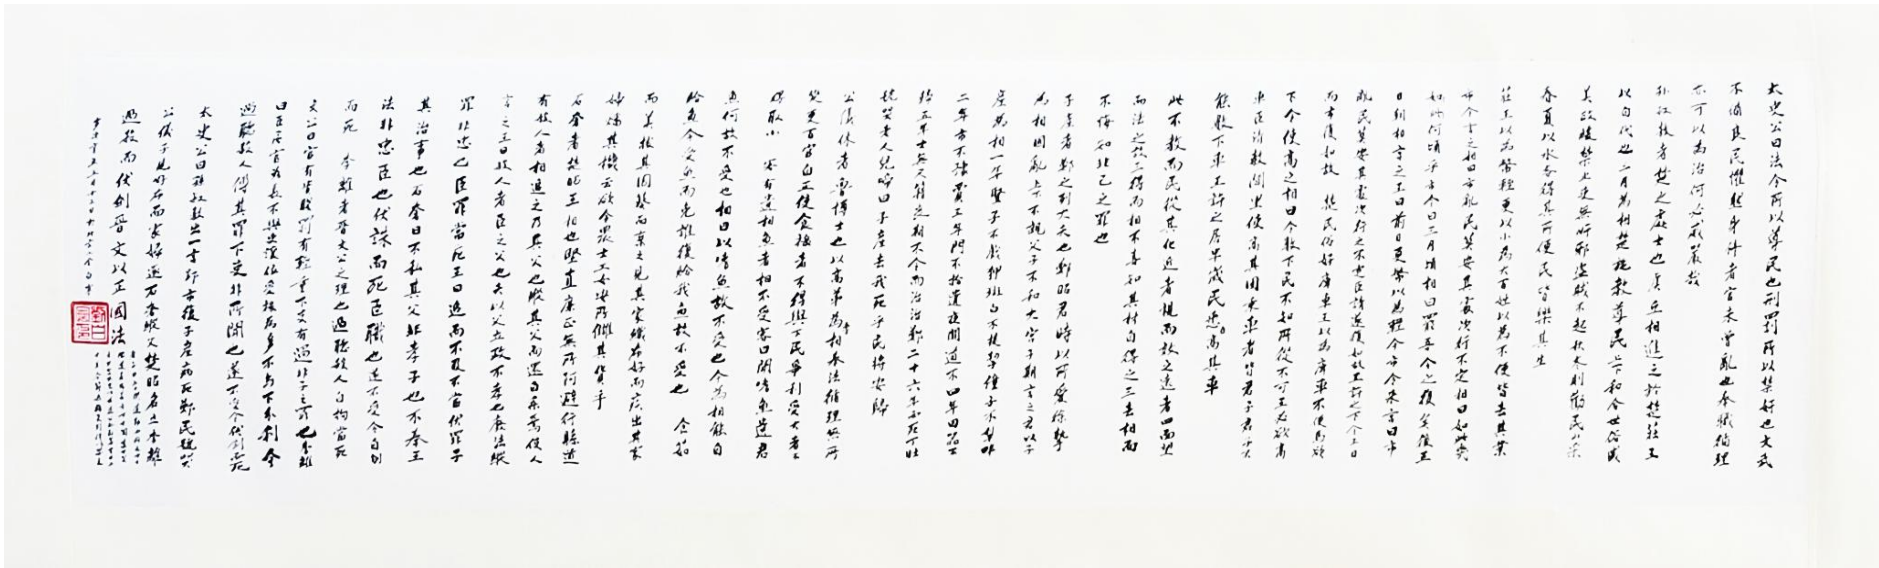 太史公曰法令所以導民也刑罰所以禁奸也文武
不備良民懼然身修者官未曾亂也奉職循理
亦可以為治何必威嚴哉
孫叔敖者楚之處士也虞丘相進之於楚莊王
以自代也三月為相楚施教導民上下和合世俗盛
美政緩禁止吏無奸邪盜賊不起秋冬則勸民山采
春夏以水各得其所便民皆樂其生
莊王以為幣輕更以小為大百姓以為不便皆去其業
市令言之相曰市亂民莫安其處次行不定相曰如此幾
如此何頃乎市令曰三月頃相曰罷吾今令之復矣後五
日朝相言之王曰前日更幣以為輕今市令來言曰市
亂民莫安其處次行之不定臣請遂復如故王許之下令三日
而市復如故 楚民俗好庳車王以為庳車不便馬欲
下令使高之相曰令數下民不知所從不可王必欲高
車臣請教閭里使高其困乘車者皆君子君子不
能數下車王許之居半歲民悉高其車
此不教而民從其化近者視而效之遠者四面望
而法之故三得相而不喜知其材自得之三去相而
不悔知非己之罪也
子產者鄭之列大夫也鄭昭君時以所愛徐摯
為相國亂上下不親父子不和大宮子期言之君以子
產為相一年豎子不戲狎斑白不提挈僮子不犁畔
二年市不豫賈三年門不拾遺夜關道不四年田器不
歸五年士無尺籍喪期不令而治治鄭二十六年而死丁壯
號哭老人兒啼曰子產去我死乎民將安歸
公儀休者魯博士也以高弟為相奉法循理無所
變更百官自正使食祿者不得與下民爭利受大者不
得取小 客有遺相魚者相不受客曰聞嗜魚遺君
魚何故不受也相曰以嗜魚故不受也今為相能自
給魚今受魚而免誰復給我魚故不受也 食茹
而美拔其園葵而棄之見其家織布好而疾出其家
婦燔其機云欲令農士工女安所讎其貨乎
石奢者楚昭王相也堅直廉正無所阿避行縣道
有殺人者相追之乃其父也縱其父而還自系焉使人
言之王曰殺人者臣之父也夫以父立政不孝也廢法縱
罪非忠也臣罪當死王曰追而不及不當伏罪子
其治事也石奢曰不私其父非孝子也不奉王
法非忠臣也伏誅而死臣職也遂不受令自刎
而死 李離者晉文公之理也過聽殺人自拘當死
文公曰官有貴賤罰有輕重下吏有過非子之罪也李離
曰臣居官為長不與吏讓位受祿為多不與下分利今
過聽殺人傅其罪下吏非所聞也遂不受令伏劍而死
太史公曰孫叔敖出一言郢市復子產病死鄭民號哭
公儀子見好布而家婦逐石奢縱父楚昭名立李離
過殺而伏劍晉文以正國法